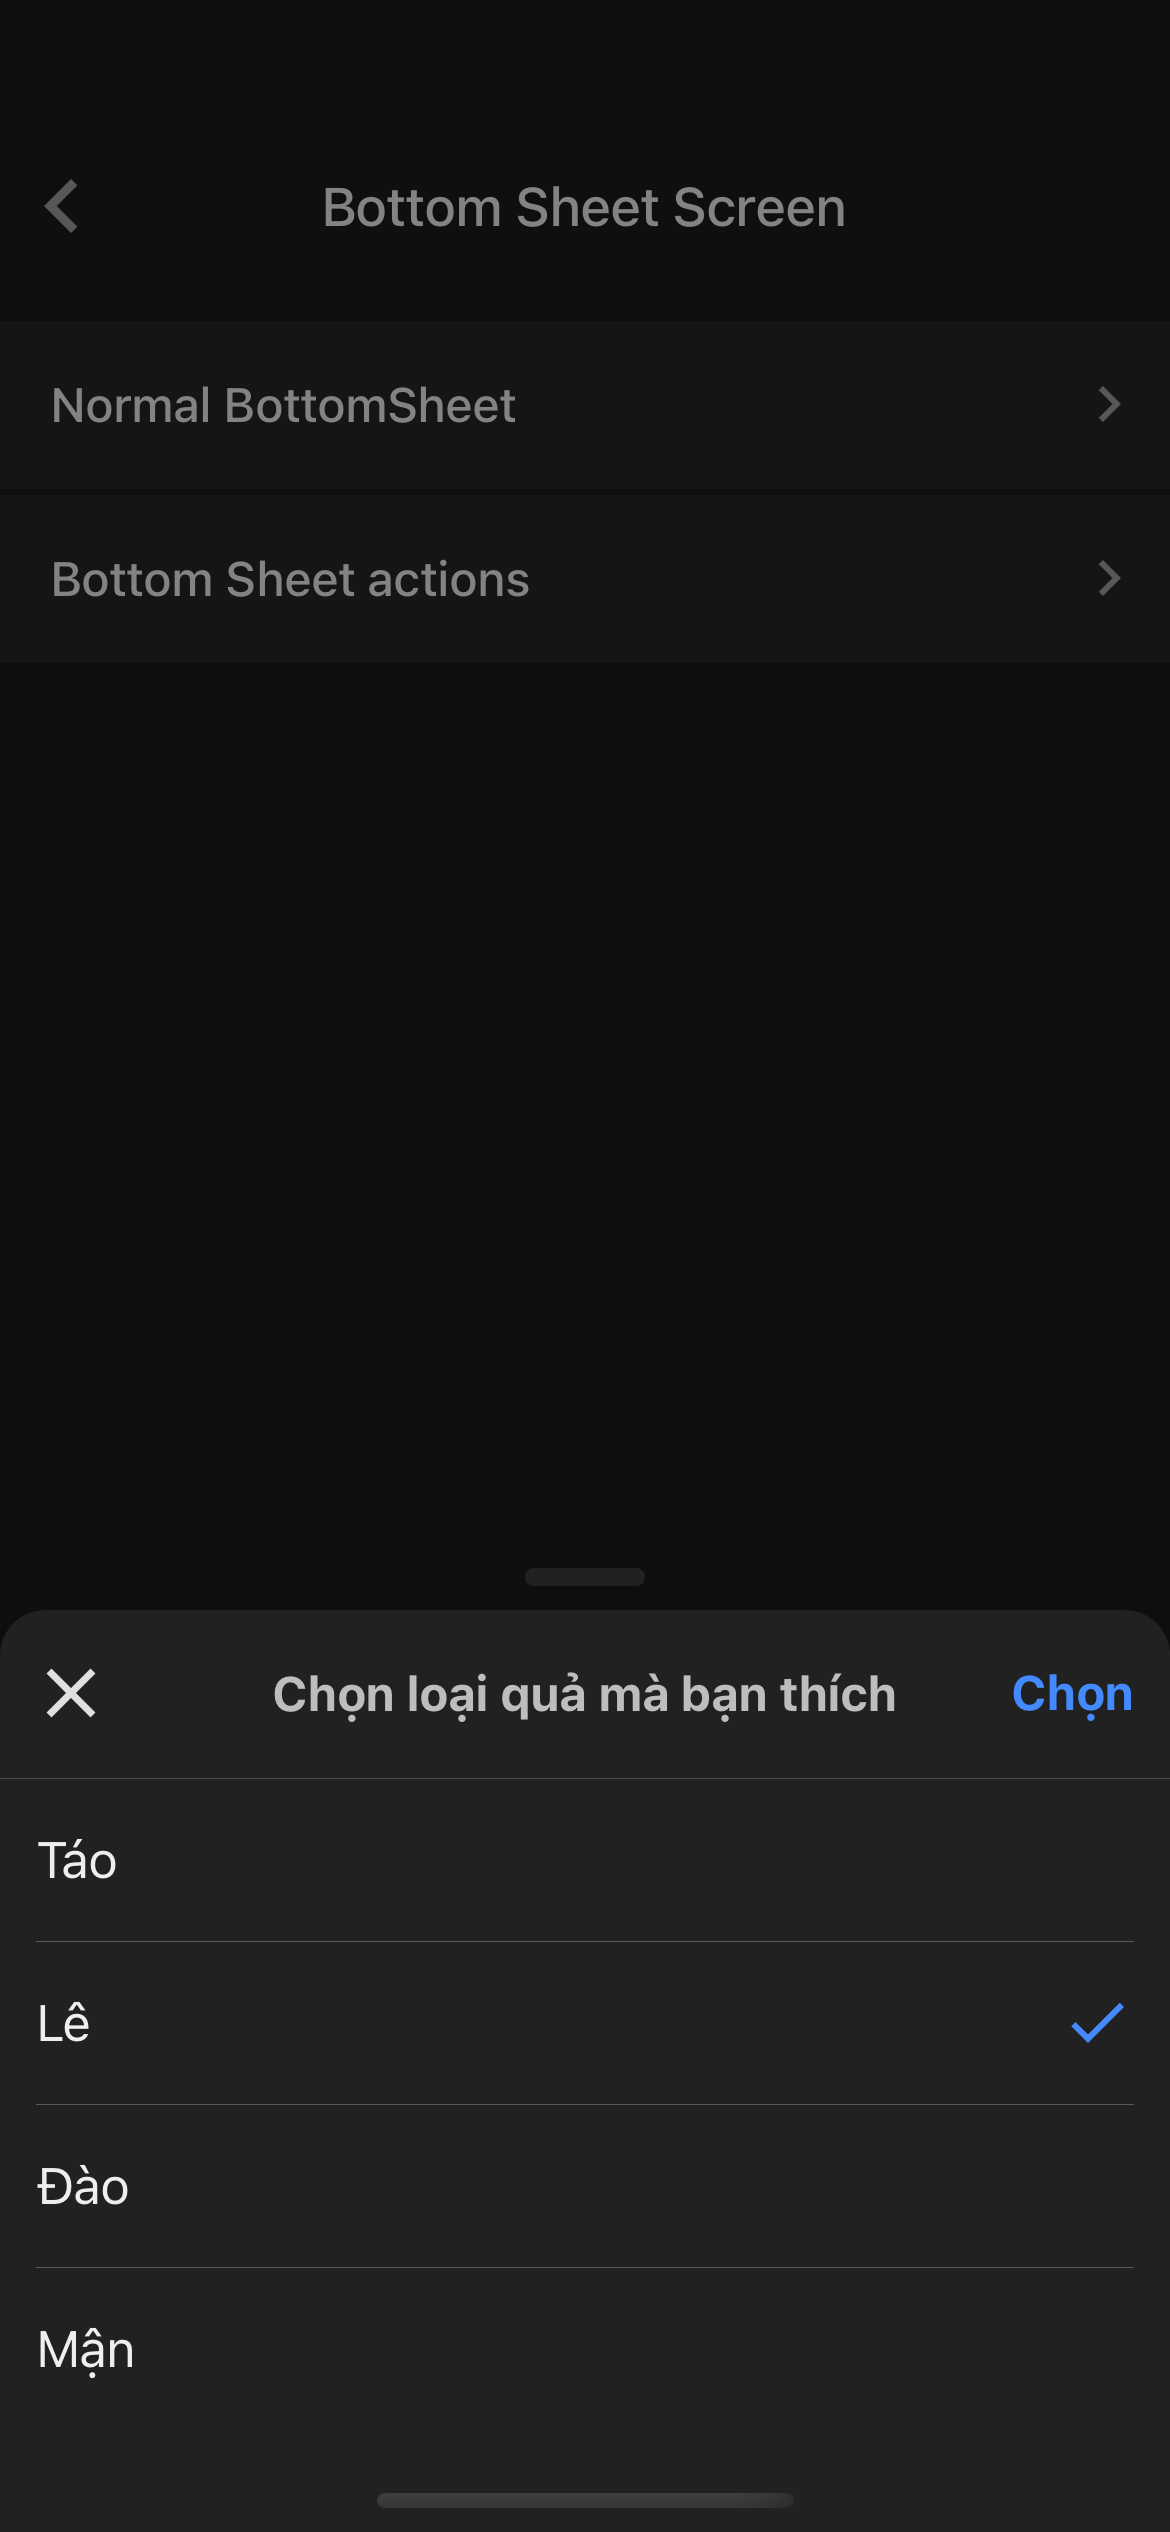 Bottom Sheet Screen
Normal BottomSheet
Bottom Sheet actions
Chọn loại quả mà bạn thích
Chọn
Táo
Lê
Đào
Mận